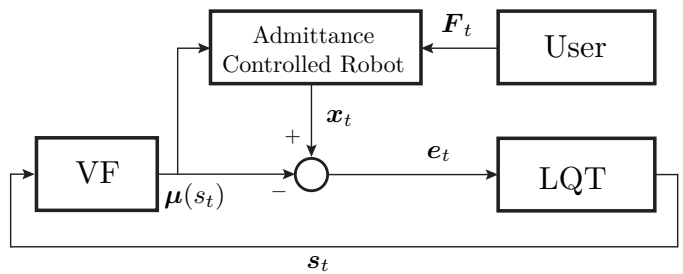 Admittance
Controlled Robot
F_t
User
x_t
+
VF
μ(s_t)
−
e_t
LQT
s_t